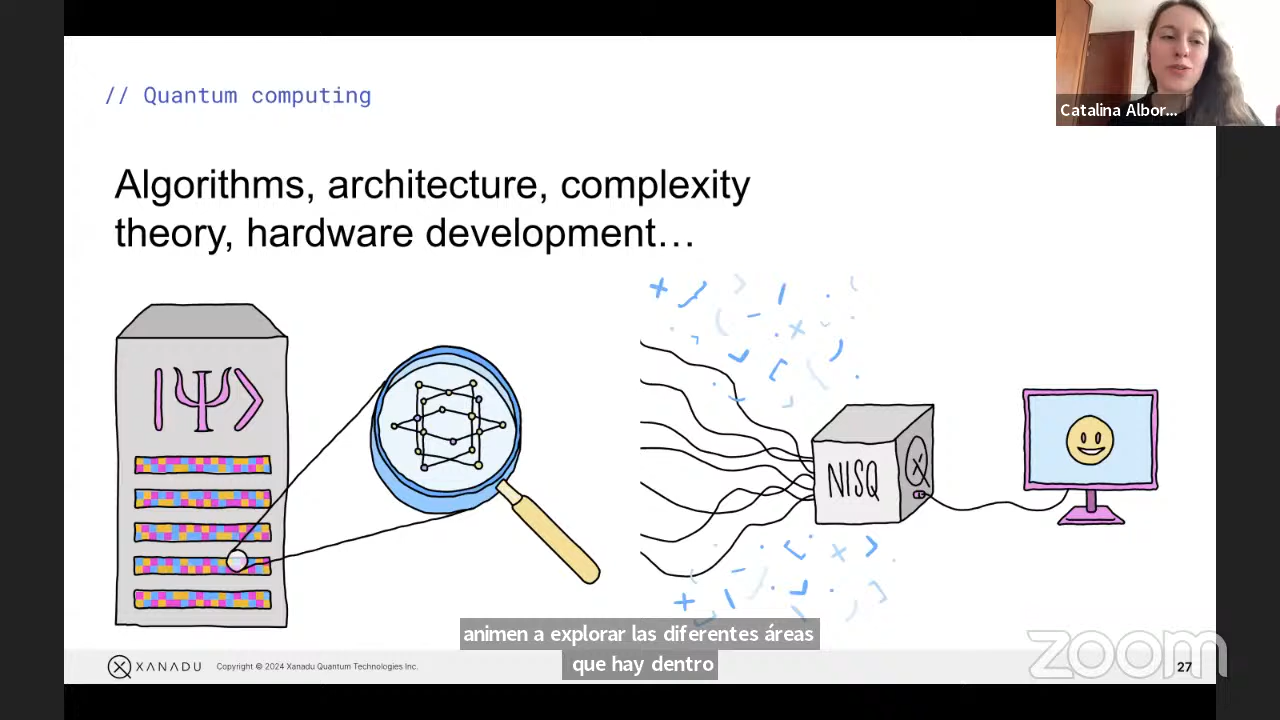 // Quantum computing
Catalina Albor...
Algorithms, architecture, complexity
theory, hardware development…
|Ψ⟩
NISQ
animen a explorar las diferentes áreas
que hay dentro
XANADU
Copyright © 2024 Xanadu Quantum Technologies Inc.
zoom
27